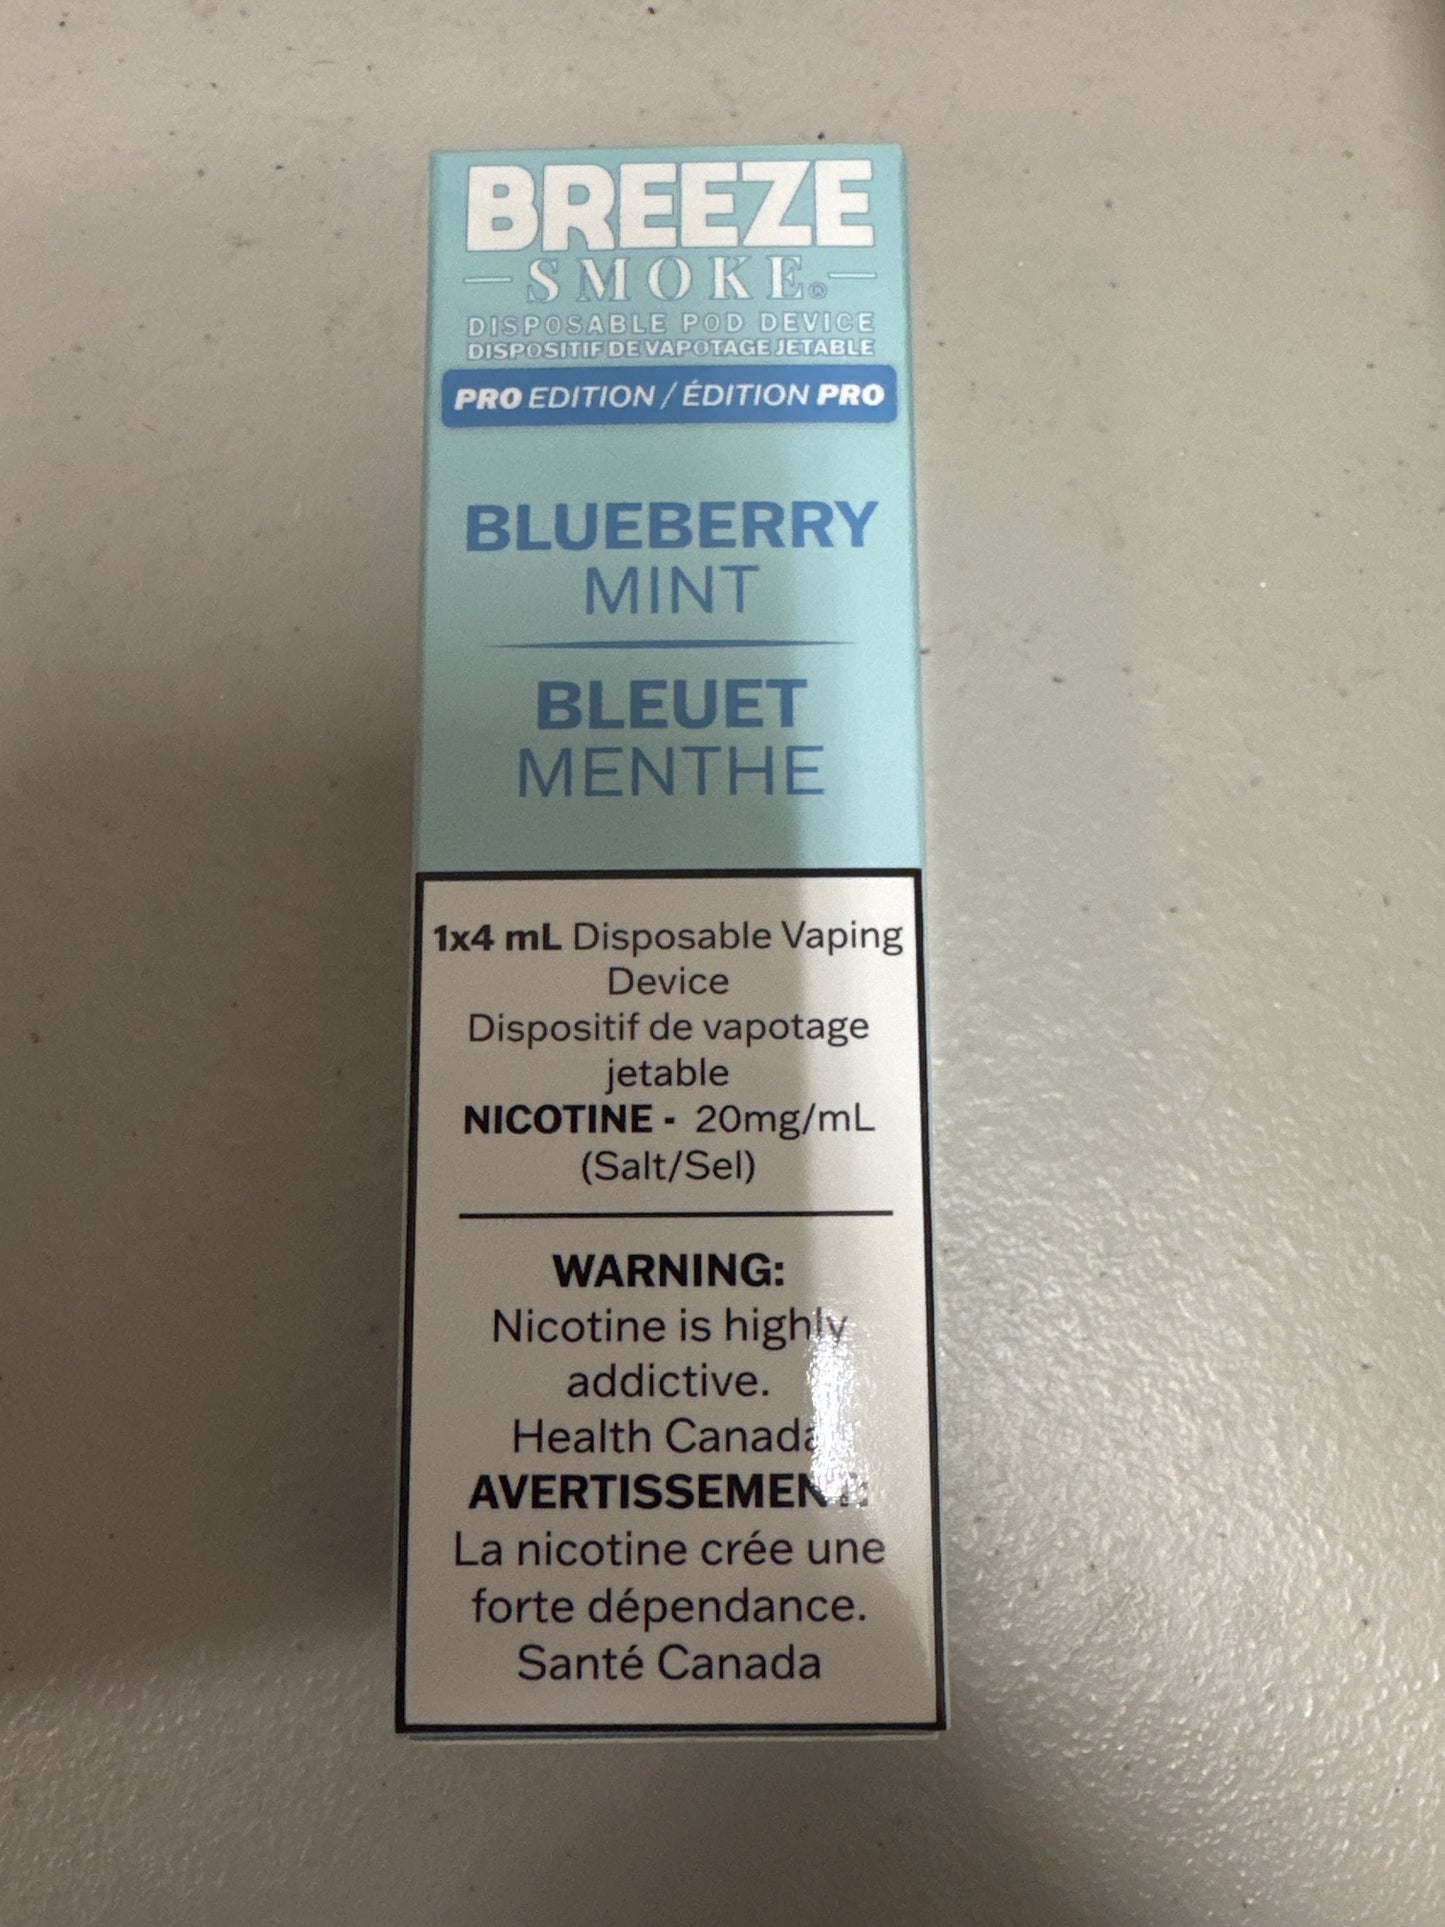 BREEZE
SMOKE®
DISPOSABLE POD DEVICE
DISPOSITIF DE VAPOTAGE JETABLE
PRO EDITION / ÉDITION PRO
BLUEBERRY
MINT
BLEUET
MENTHE
1x4 mL Disposable Vaping
Device
Dispositif de vapotage
jetable
NICOTINE - 20mg/mL
(Salt/Sel)
WARNING:
Nicotine is highly
addictive.
Health Canada
AVERTISSEMENT:
La nicotine crée une
forte dépendance.
Santé Canada